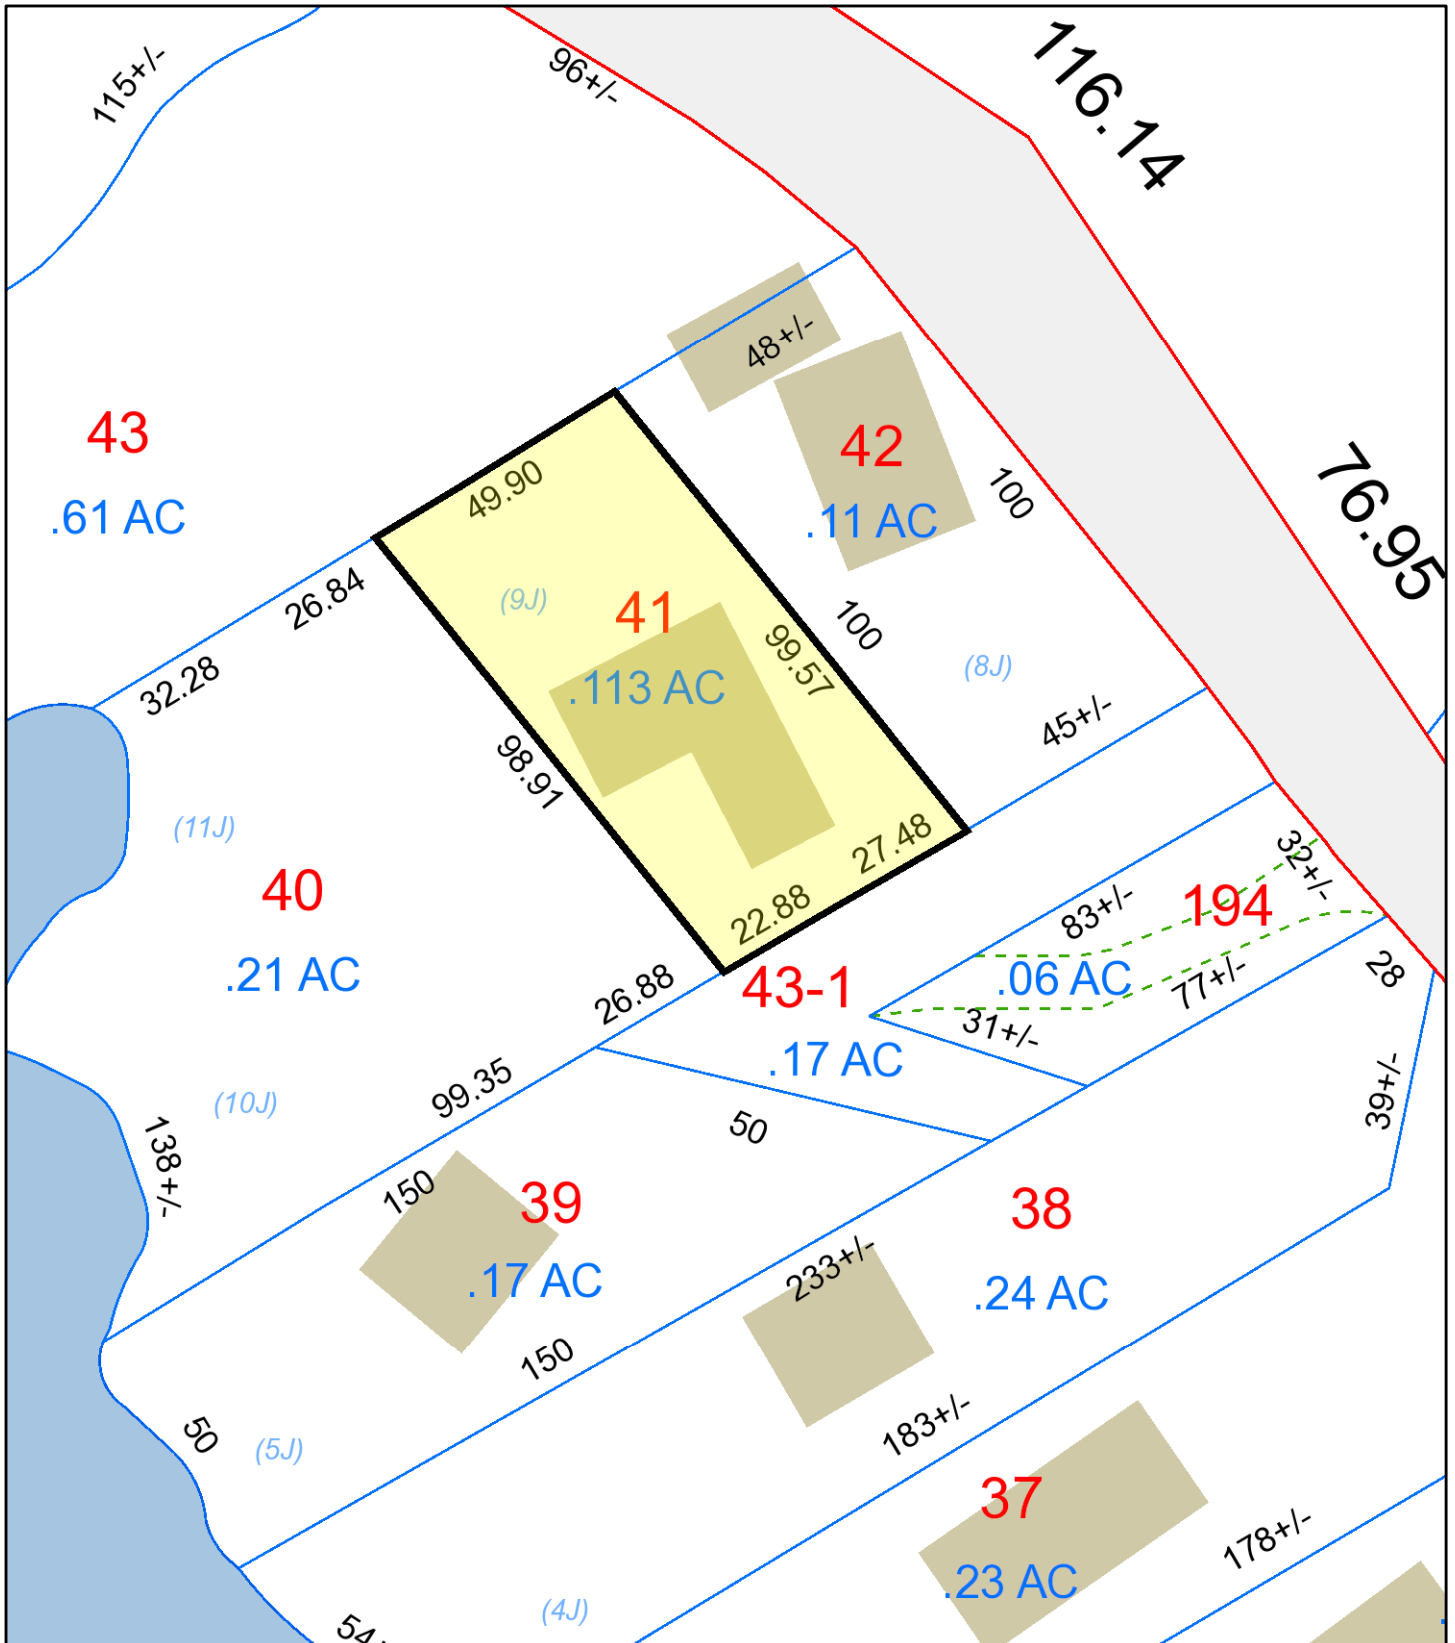 115+/-
96+/-
116.14
48+/-
43
.61 AC
42
.11 AC
100
76.95
49.90
26.84
32.28
(9J)
41
.113 AC
99.57
100
(8J)
45+/-
98.91
(11J)
40
.21 AC
27.48
22.88
26.88
43-1
.17 AC
83+/-
194
32+/-
.06 AC
77+/-
31+/-
28
39+/-
99.35
(10J)
138+/-
50
150
39
.17 AC
38
.24 AC
233+/-
150
50
(5J)
183+/-
37
.23 AC
178+/-
(4J)